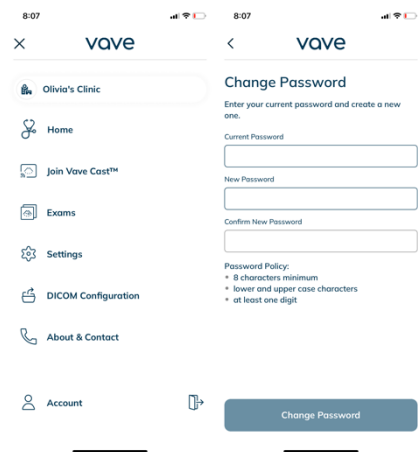 8:07
vave
Olivia's Clinic
Home
Join Vave Cast™
Exams
Settings
DICOM Configuration
About & Contact
Account
8:07
vave
Change Password
Enter your current password and create a new
one.
Current Password
New Password
Confirm New Password
Password Policy:
• 8 characters minimum
• lower and upper case characters
• at least one digit
Change Password